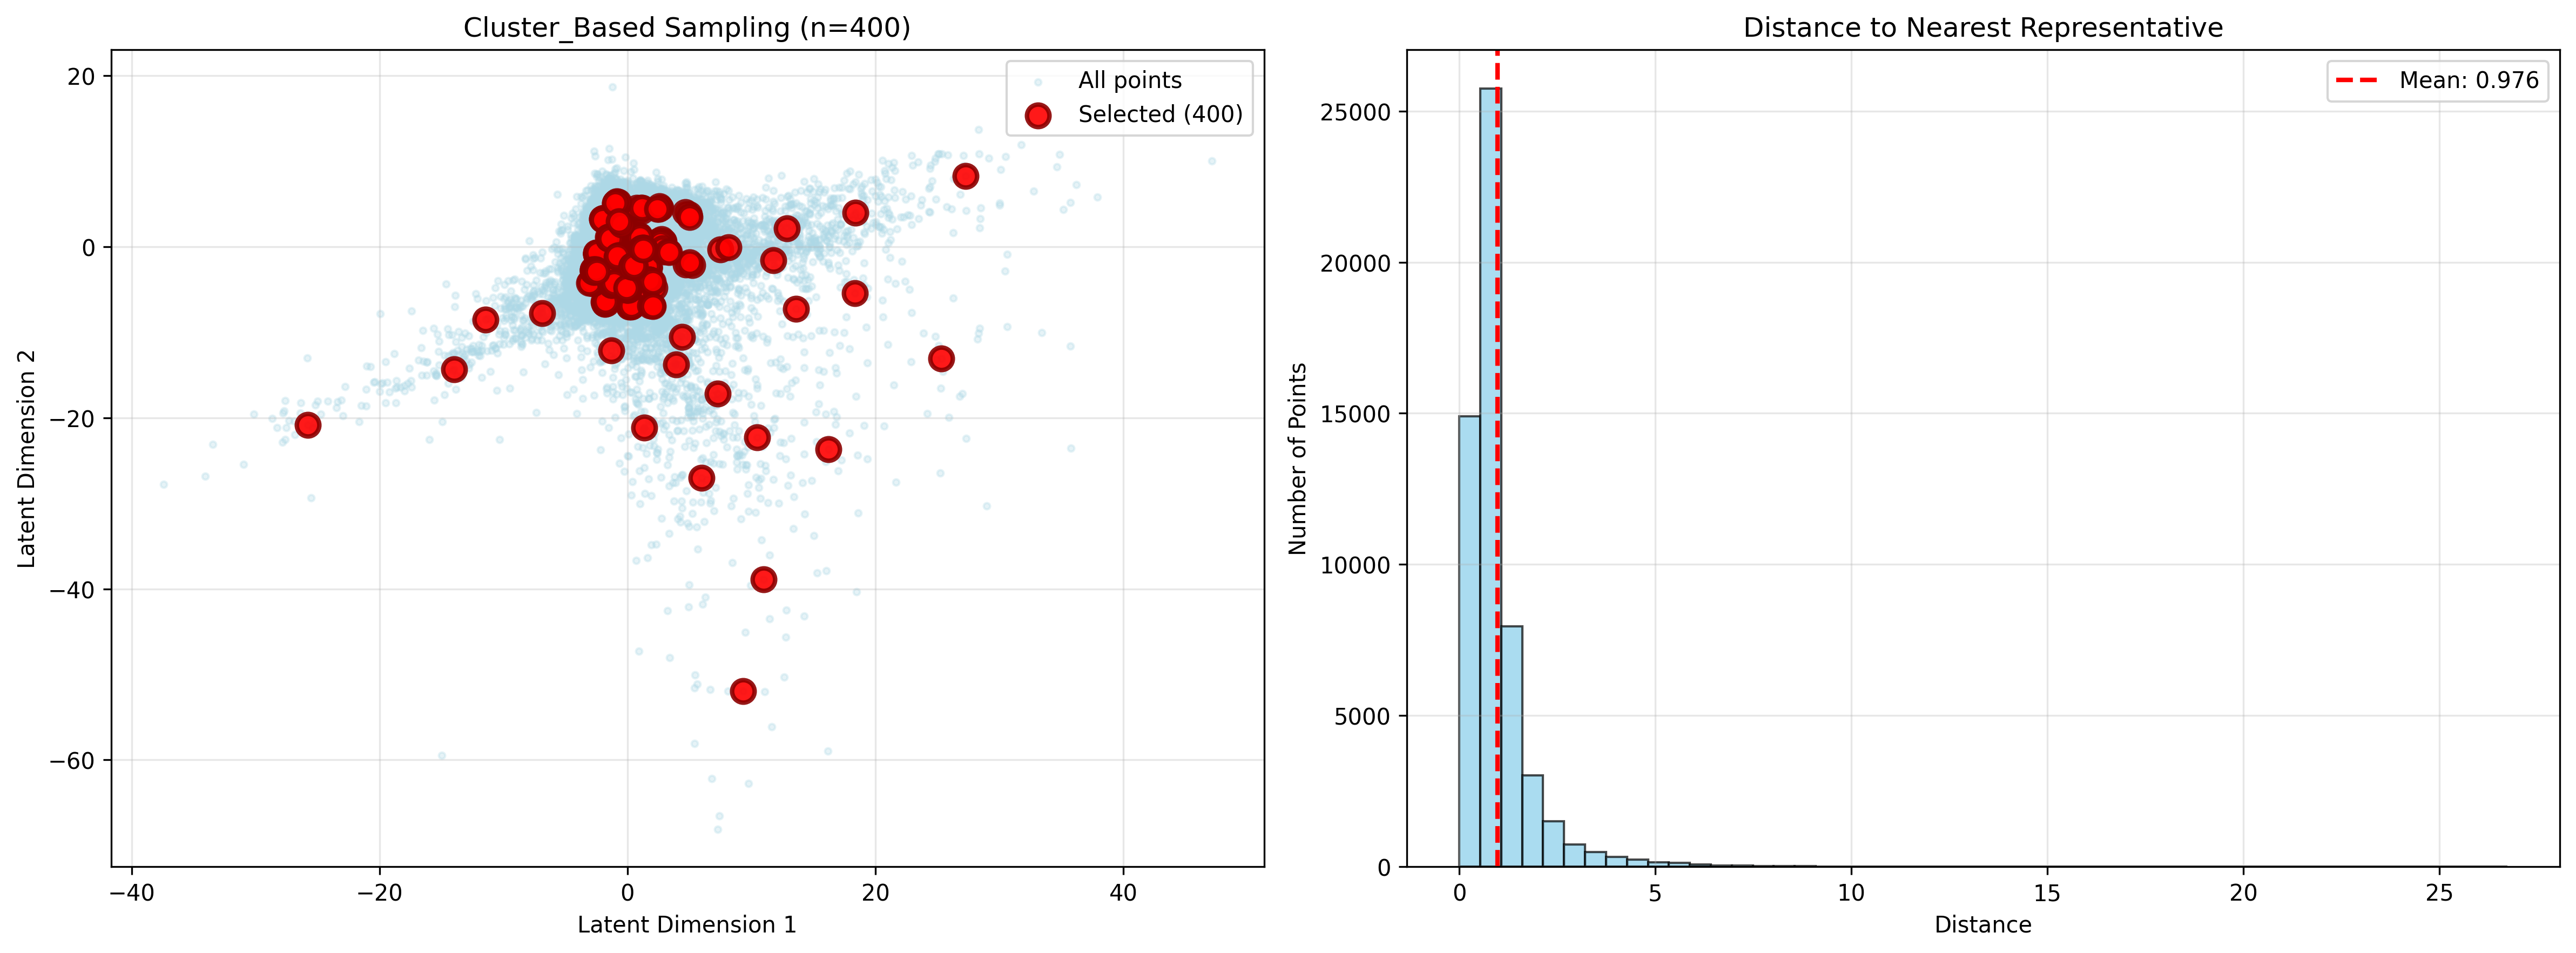 Cluster_Based Sampling (n=400)
All points
Selected (400)
20
0
−20
−40
−60
Latent Dimension 2
−40
−20
0
20
40
Latent Dimension 1
Distance to Nearest Representative
Mean: 0.976
25000
20000
15000
10000
5000
0
Number of Points
0
5
10
15
20
25
Distance